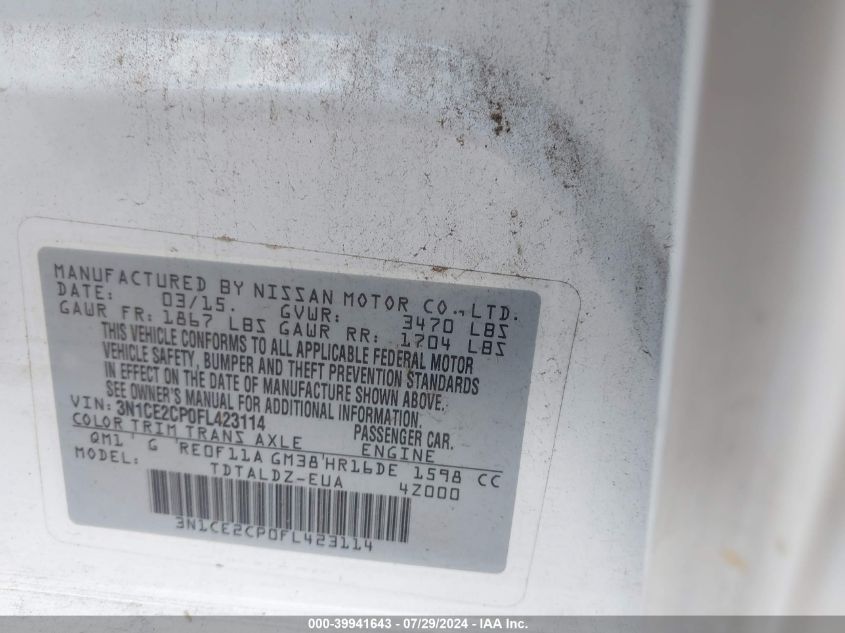 MANUFACTURED BY NISSAN MOTOR CO.,LTD.
DATE: 03/15. GVWR: 3470 LBS
GAWR FR: 1867 LBS GAWR RR: 1704 LBS
THIS VEHICLE CONFORMS TO ALL APPLICABLE FEDERAL MOTOR
VEHICLE SAFETY, BUMPER AND THEFT PREVENTION STANDARDS
IN EFFECT ON THE DATE OF MANUFACTURE SHOWN ABOVE.
SEE OWNER'S MANUAL FOR ADDITIONAL INFORMATION.
VIN: 3N1CE2CP0FL423114 PASSENGER CAR.
COLOR TRIM TRANS AXLE ENGINE
QM1' G 'RE0F11A GM38'HR16DE 1598 CC
MODEL: TDTALDZ-EUA 4Z000
3N1CE2CP0FL423114
000-39941643 - 07/29/2024 - IAA Inc.